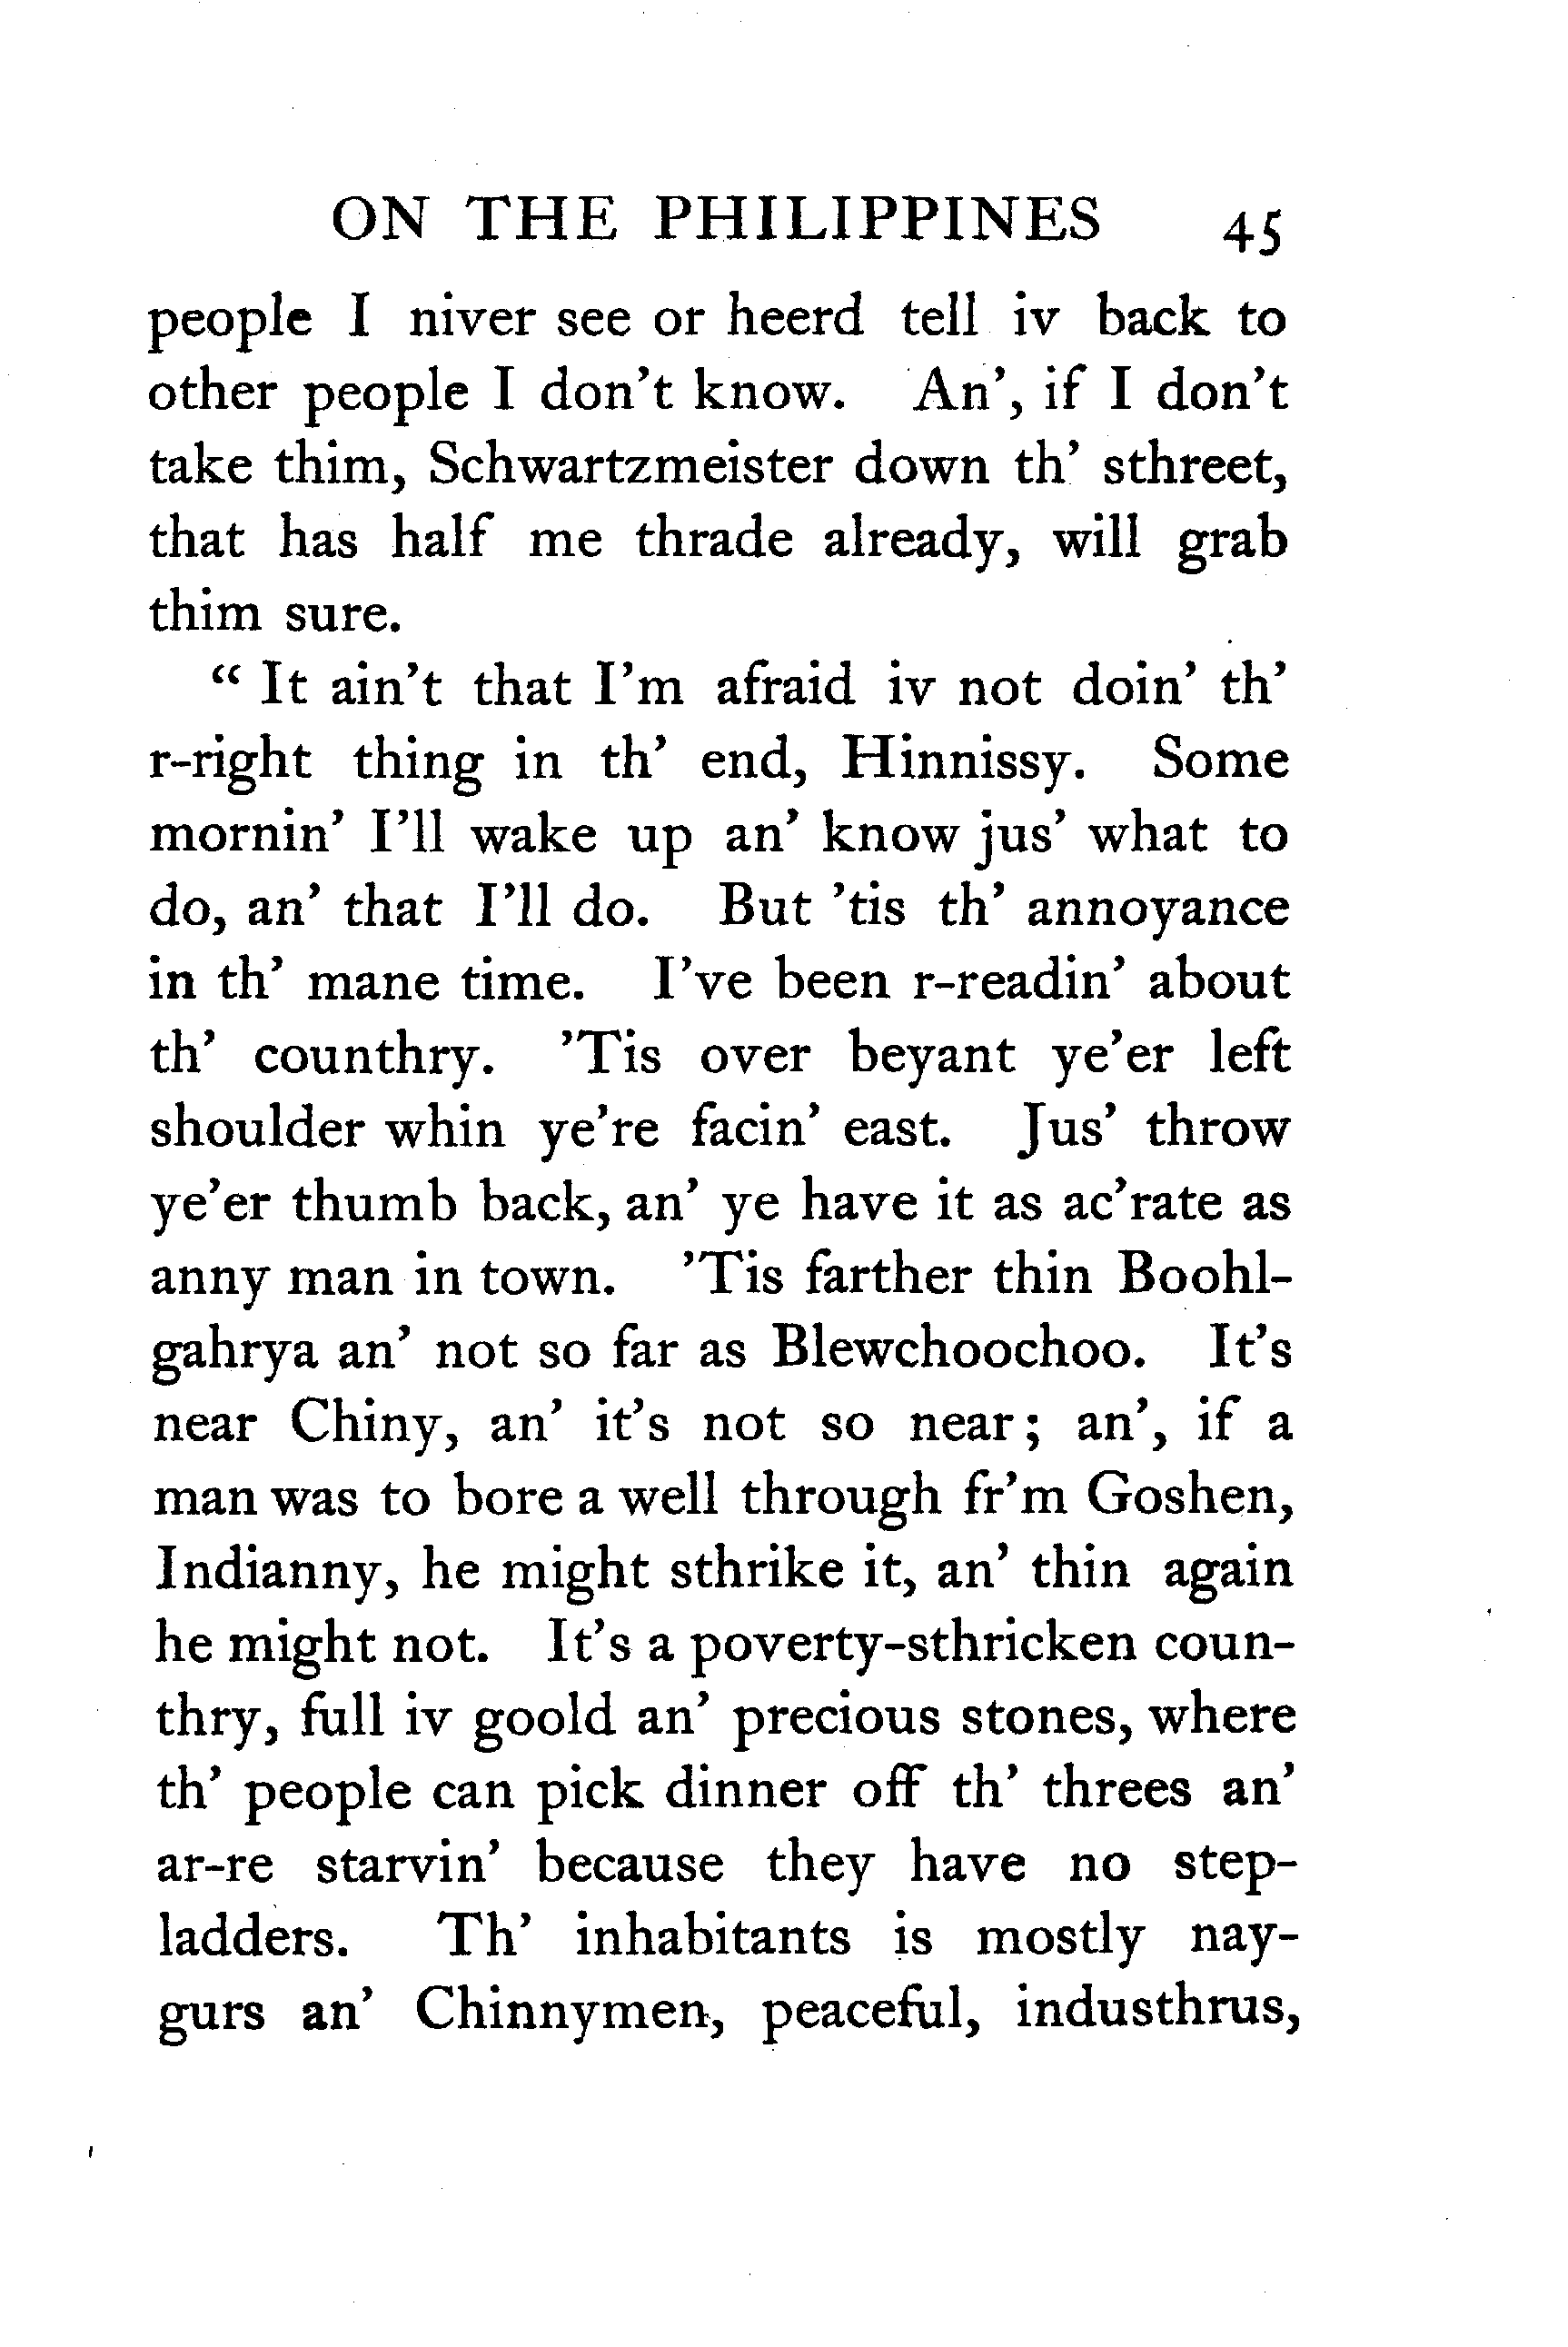 ON THE PHILIPPINES 45
people I niver see or heerd tell iv back to
other people I don't know. An', if I don't
take thim, Schwartzmeister down th' sthreet,
that has half me thrade already, will grab
thim sure.
“ It ain't that I'm afraid iv not doin' th'
r-right thing in th' end, Hinnissy. Some
mornin' I'll wake up an' know jus' what to
do, an' that I'll do. But 'tis th' annoyance
in th' mane time. I've been r-readin' about
th' counthry. 'Tis over beyant ye'er left
shoulder whin ye're facin' east. Jus' throw
ye'er thumb back, an' ye have it as ac'rate as
anny man in town. 'Tis farther thin Boohl-
gahrya an' not so far as Blewchoochoo. It's
near Chiny, an' it's not so near; an', if a
man was to bore a well through fr'm Goshen,
Indianny, he might sthrike it, an' thin again
he might not. It's a poverty-sthricken coun-
thry, full iv goold an' precious stones, where
th' people can pick dinner off th' threes an'
ar-re starvin' because they have no step-
ladders. Th' inhabitants is mostly nay-
gurs an' Chinnymen, peaceful, industhrus,